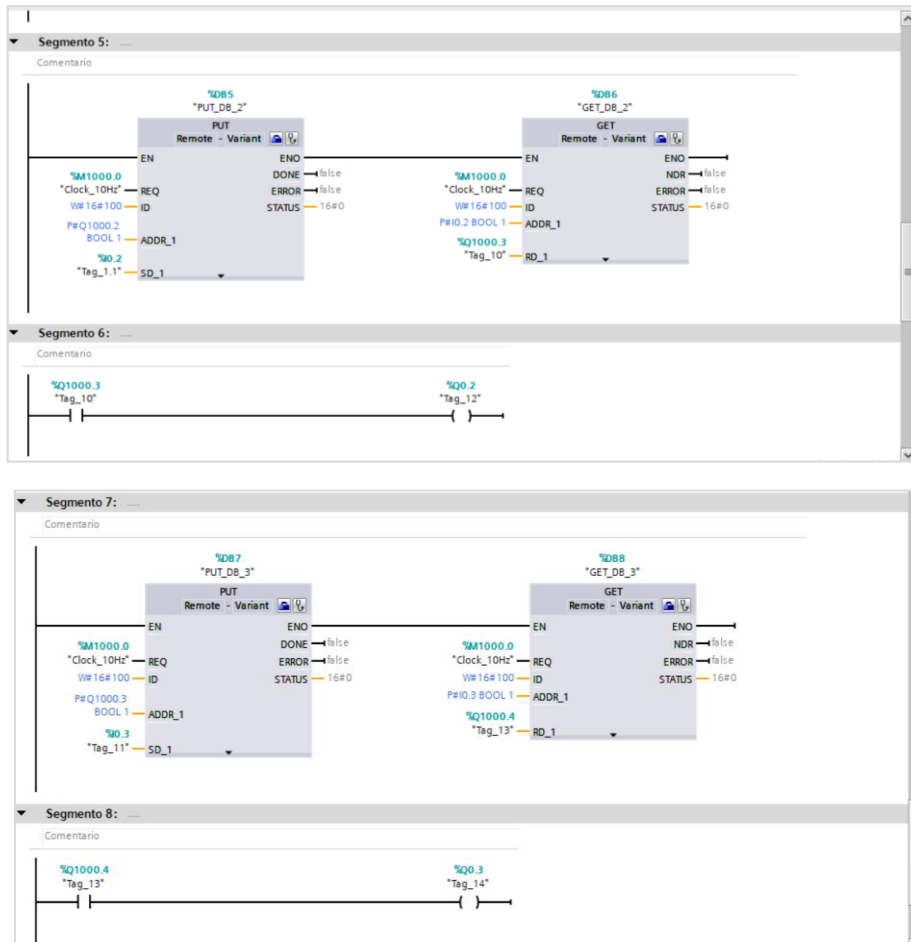 Segmento 5:
Comentario
%DB5
"PUT_DB_2"
PUT
Remote - Variant
EN
ENO
DONE
false
%M1000.0
"Clock_10Hz"
REQ
ERROR
false
W#16#100
ID
STATUS
16#0
P#Q1000.2
BOOL 1
ADDR_1
%I0.2
"Tag_1.1"
SD_1
%DB6
"GET_DB_2"
GET
Remote - Variant
EN
ENO
NDR
false
%M1000.0
"Clock_10Hz"
REQ
ERROR
false
W#16#100
ID
STATUS
16#0
P#I0.2 BOOL 1
ADDR_1
%Q1000.3
"Tag_10"
RD_1
Segmento 6:
Comentario
%Q1000.3
"Tag_10"
%Q0.2
"Tag_12"
Segmento 7:
Comentario
%DB7
"PUT_DB_3"
PUT
Remote - Variant
EN
ENO
DONE
false
%M1000.0
"Clock_10Hz"
REQ
ERROR
false
W#16#100
ID
STATUS
16#0
P#Q1000.3
BOOL 1
ADDR_1
%I0.3
"Tag_11"
SD_1
%DB8
"GET_DB_3"
GET
Remote - Variant
EN
ENO
NDR
false
%M1000.0
"Clock_10Hz"
REQ
ERROR
false
W#16#100
ID
STATUS
16#0
P#I0.3 BOOL 1
ADDR_1
%Q1000.4
"Tag_13"
RD_1
Segmento 8:
Comentario
%Q1000.4
"Tag_13"
%Q0.3
"Tag_14"